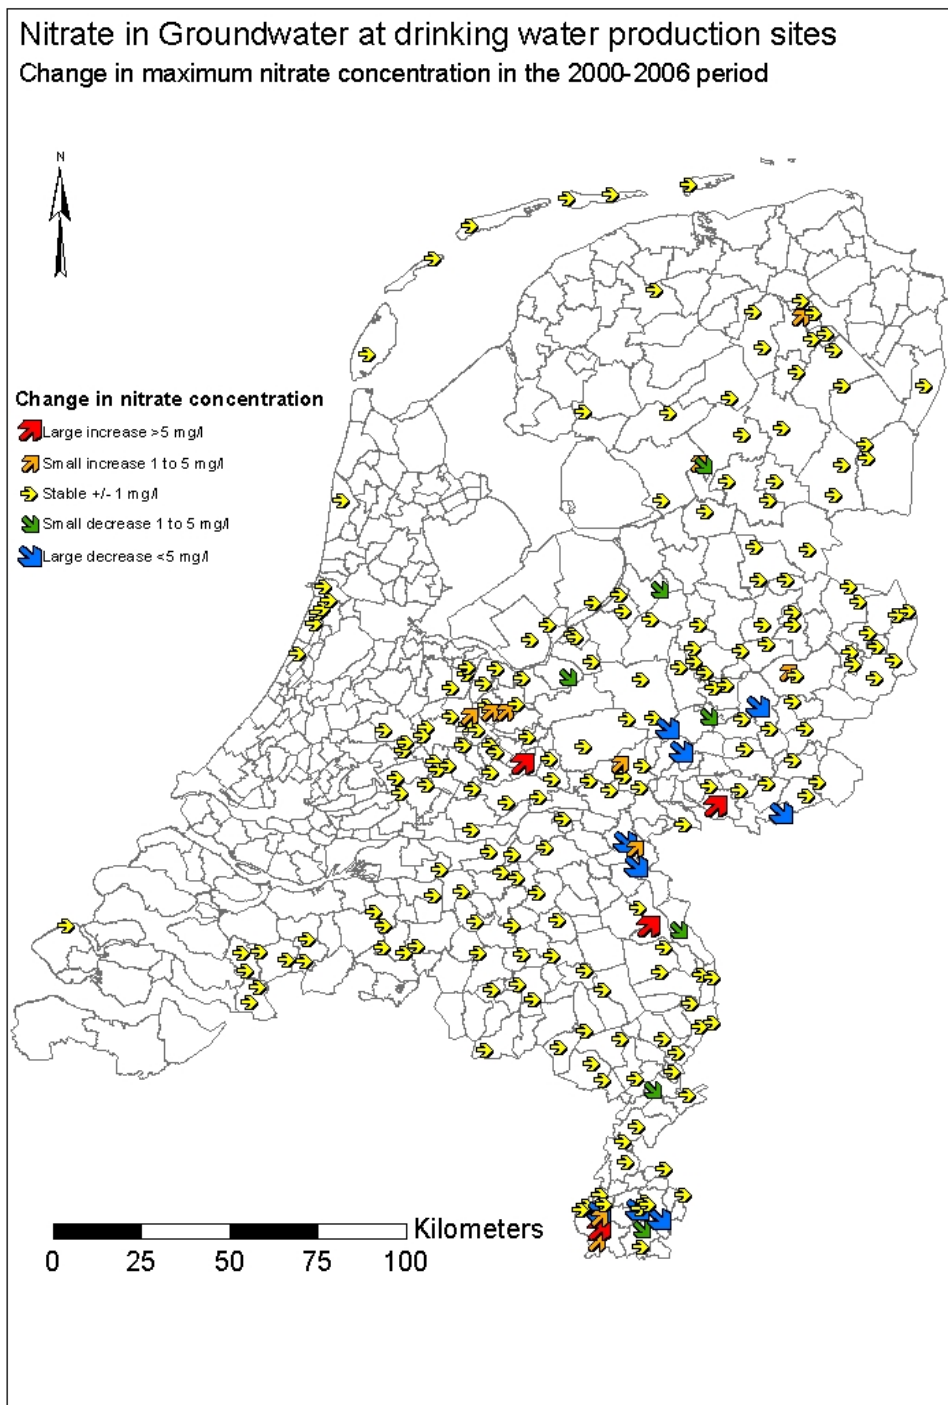 Nitrate in Groundwater at drinking water production sites
Change in maximum nitrate concentration in the 2000-2006 period
N
Change in nitrate concentration
Large increase >5 mg/l
Small increase 1 to 5 mg/l
Stable +/- 1 mg/l
Small decrease 1 to 5 mg/l
Large decrease <5 mg/l
Kilometers
0 25 50 75 100